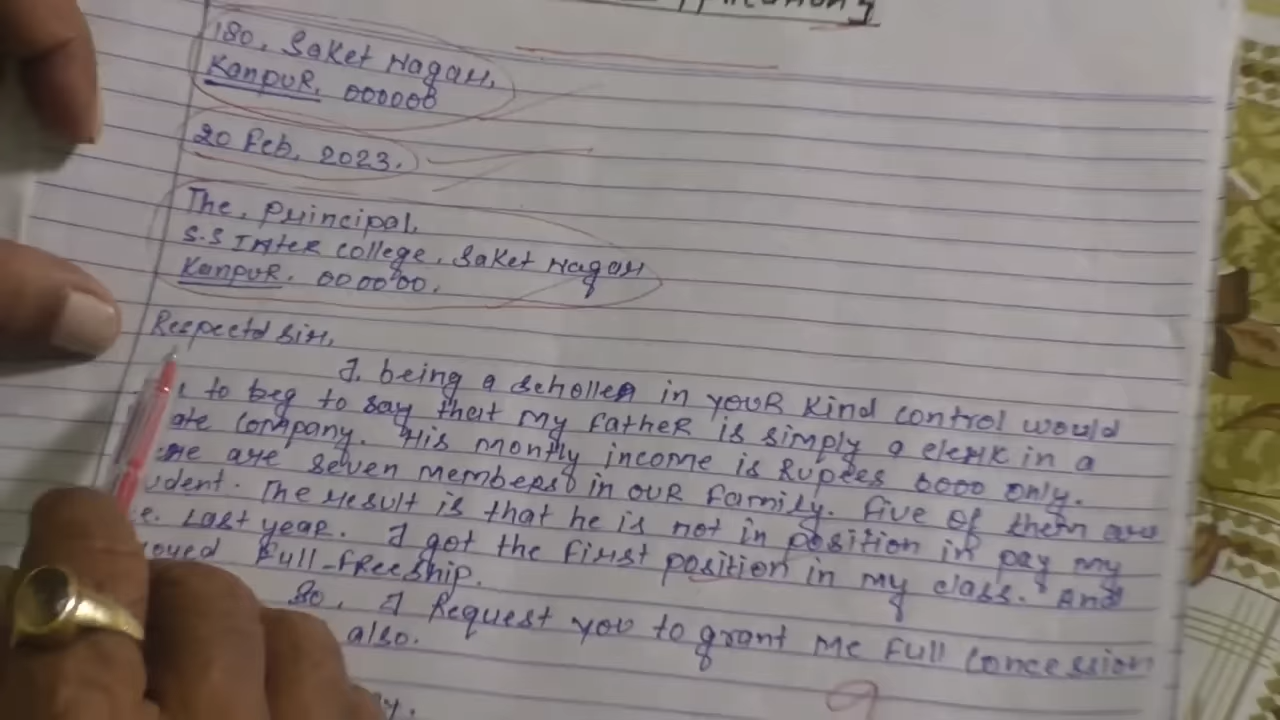 180, Saket Nagar,
Kanpur, 000000
20 Feb, 2023.
The, Principal,
S.S Inter college, Saket Nagar
Kanpur. 000000.
Respectd sir,
I, being a scholler in your kind control would
to beg to say that my father is simply a clerk in a
ate company. His montly income is Rupees 6000 only.
are seven members in our family. five of them are
udent. The result is that he is not in position in pay my
e. Last year. I got the first position in my class. And
oyed full-freeship.
So, I Request you to grant me full concession
also.